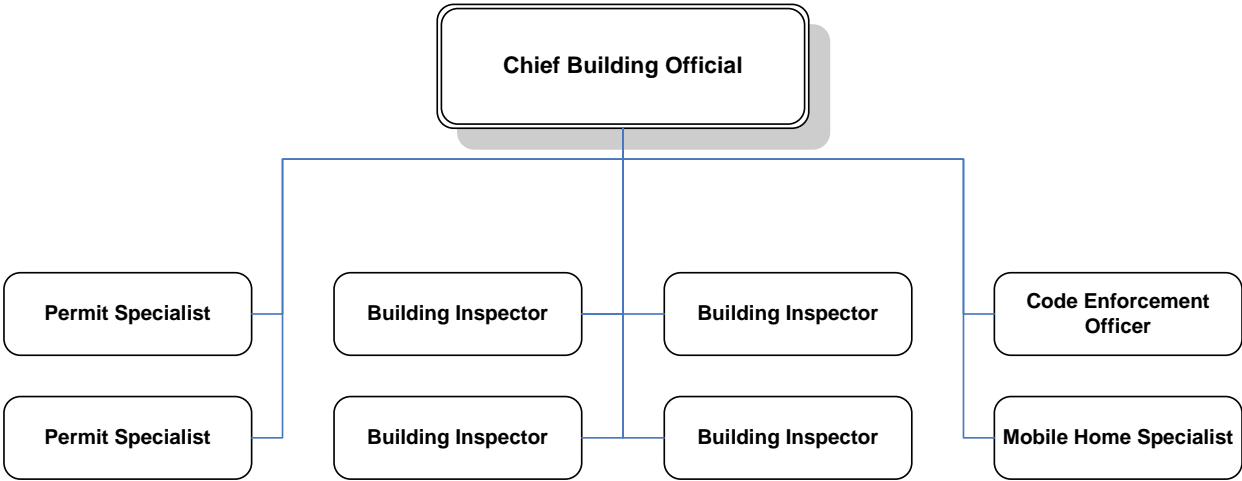 Chief Building Official
Permit Specialist
Building Inspector
Building Inspector
Code Enforcement
Officer
Permit Specialist
Building Inspector
Building Inspector
Mobile Home Specialist